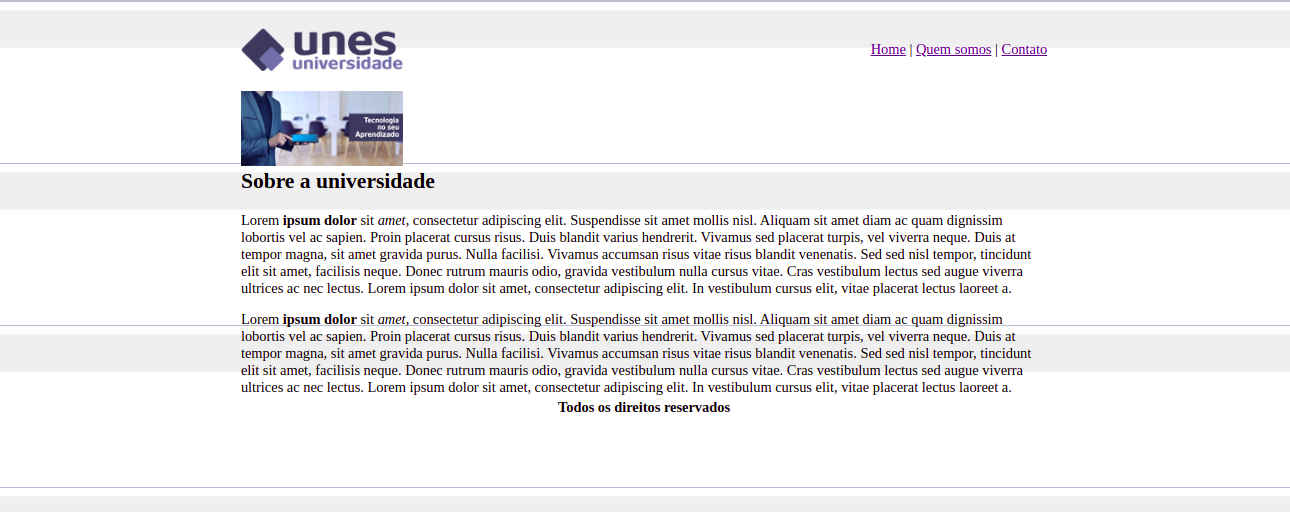 unes
universidade
Home | Quem somos | Contato
Tecnologia
no seu
Aprendizado
Sobre a universidade
Lorem ipsum dolor sit amet, consectetur adipiscing elit. Suspendisse sit amet mollis nisl. Aliquam sit amet diam ac quam dignissim
lobortis vel ac sapien. Proin placerat cursus risus. Duis blandit varius hendrerit. Vivamus sed placerat turpis, vel viverra neque. Duis at
tempor magna, sit amet gravida purus. Nulla facilisi. Vivamus accumsan risus vitae risus blandit venenatis. Sed sed nisl tempor, tincidunt
elit sit amet, facilisis neque. Donec rutrum mauris odio, gravida vestibulum nulla cursus vitae. Cras vestibulum lectus sed augue viverra
ultrices ac nec lectus. Lorem ipsum dolor sit amet, consectetur adipiscing elit. In vestibulum cursus elit, vitae placerat lectus laoreet a.
Lorem ipsum dolor sit amet, consectetur adipiscing elit. Suspendisse sit amet mollis nisl. Aliquam sit amet diam ac quam dignissim
lobortis vel ac sapien. Proin placerat cursus risus. Duis blandit varius hendrerit. Vivamus sed placerat turpis, vel viverra neque. Duis at
tempor magna, sit amet gravida purus. Nulla facilisi. Vivamus accumsan risus vitae risus blandit venenatis. Sed sed nisl tempor, tincidunt
elit sit amet, facilisis neque. Donec rutrum mauris odio, gravida vestibulum nulla cursus vitae. Cras vestibulum lectus sed augue viverra
ultrices ac nec lectus. Lorem ipsum dolor sit amet, consectetur adipiscing elit. In vestibulum cursus elit, vitae placerat lectus laoreet a.
Todos os direitos reservados